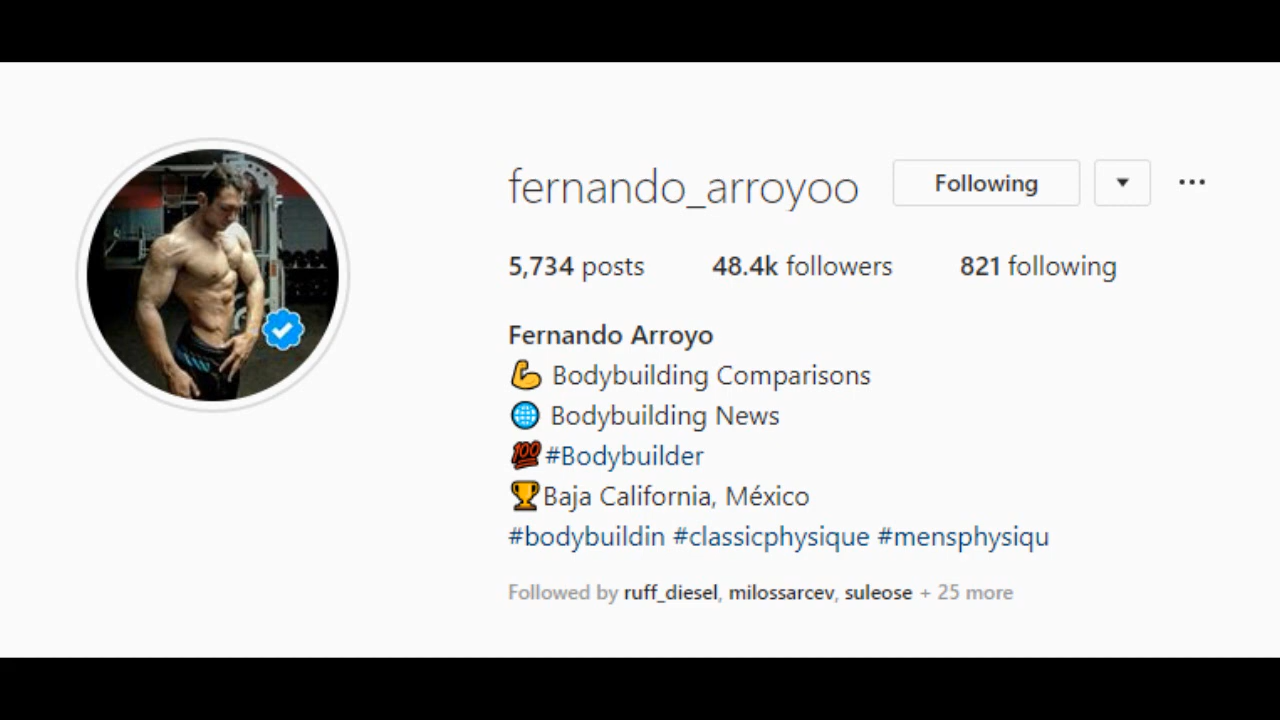 fernando_arroyoo Following
5,734 posts 48.4k followers 821 following
Fernando Arroyo
💪 Bodybuilding Comparisons
🌐 Bodybuilding News
💯#Bodybuilder
🏆Baja California, México
#bodybuildin #classicphysique #mensphysiqu
Followed by ruff_diesel, milossarcev, suleose + 25 more